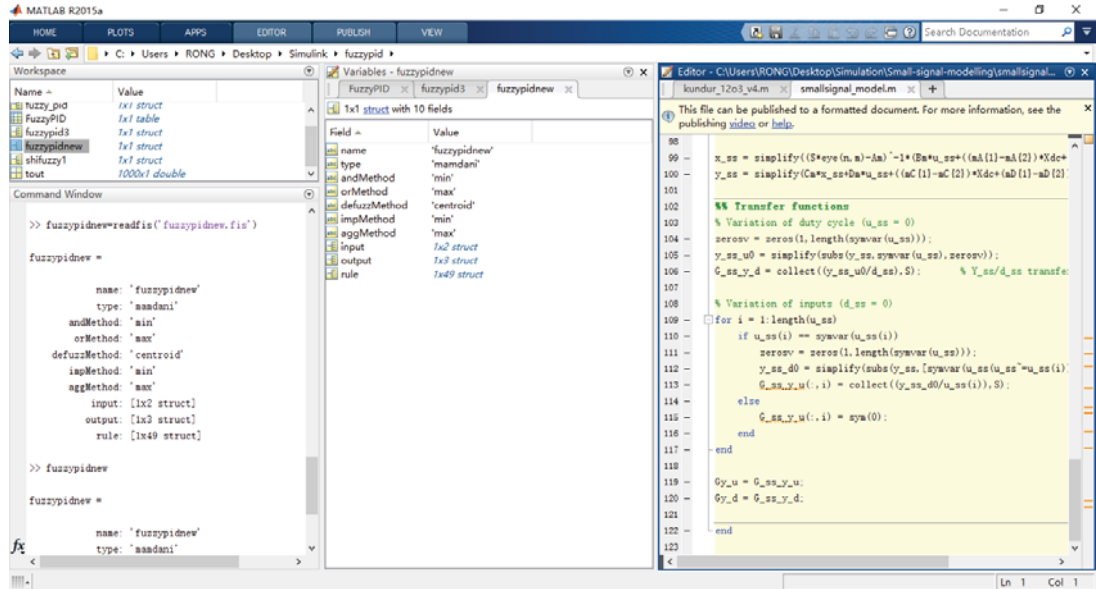 MATLAB R2015a
HOME PLOTS APPS EDITOR PUBLISH VIEW
Search Documentation
C: Users RONG Desktop Simulink fuzzypid
Workspace
Name Value
fuzzy_pid 1x1 struct
FuzzyPID 1x1 table
fuzzypid3 1x1 struct
fuzzypidnew 1x1 struct
shifuzzy1 1x1 struct
tout 1000x1 double
Command Window
>> fuzzypidnew=readfis('fuzzypidnew.fis')
fuzzypidnew =
name: 'fuzzypidnew'
type: 'mamdani'
andMethod: 'min'
orMethod: 'max'
defuzzMethod: 'centroid'
impMethod: 'min'
aggMethod: 'max'
input: [1x2 struct]
output: [1x3 struct]
rule: [1x49 struct]
>> fuzzypidnew
fuzzypidnew =
name: 'fuzzypidnew'
type: 'mamdani'
fx
Variables - fuzzypidnew
FuzzyPID fuzzypid3 fuzzypidnew
1x1 struct with 10 fields
Field Value
name 'fuzzypidnew'
type 'mamdani'
andMethod 'min'
orMethod 'max'
defuzzMethod 'centroid'
impMethod 'min'
aggMethod 'max'
input 1x2 struct
output 1x3 struct
rule 1x49 struct
Editor - C:\Users\RONG\Desktop\Simulation\Small-signal-modelling\smallsignal...
kundur_12o3_v4.m smallsignal_model.m +
This file can be published to a formatted document. For more information, see the
publishing video or help.
98
99 – x_ss = simplify((S*eye(n,m)-Am)^-1*(Bm*u_ss+((mA{1}-mA{2})*Xdc+
100 – y_ss = simplify(Cm*x_ss+Dm*u_ss+((mC{1}-mC{2})*Xdc+(mD{1}-mD{2}
101
102 %% Transfer functions
103 % Variation of duty cycle (u_ss = 0)
104 – zerosv = zeros(1,length(symvar(u_ss)));
105 – y_ss_u0 = simplify(subs(y_ss,symvar(u_ss),zerosv));
106 – G_ss_y_d = collect((y_ss_u0/d_ss),S); % Y_ss/d_ss transfe
107
108 % Variation of inputs (d_ss = 0)
109 – for i = 1:length(u_ss)
110 – if u_ss(i) == symvar(u_ss(i))
111 – zerosv = zeros(1,length(symvar(u_ss)));
112 – y_ss_d0 = simplify(subs(y_ss,[symvar(u_ss(u_ss~=u_ss(i)
113 – G_ss_y_u(:,i) = collect((y_ss_d0/u_ss(i)),S);
114 – else
115 – G_ss_y_u(:,i) = sym(0);
116 – end
117 – end
118
119 – Gy_u = G_ss_y_u;
120 – Gy_d = G_ss_y_d;
121
122 – end
123
Ln 1 Col 1